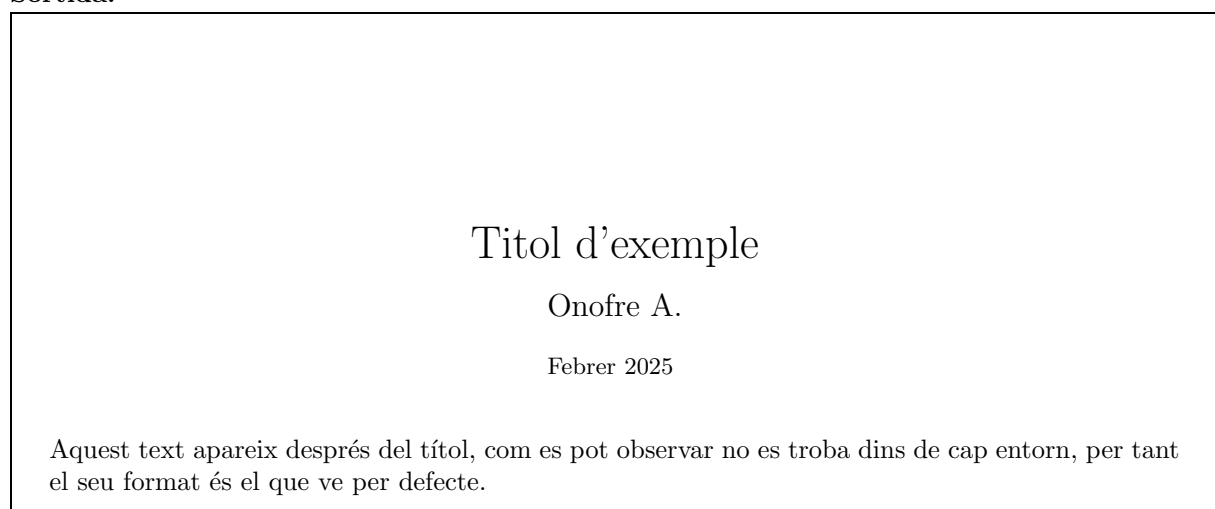 Titol d'exemple
Onofre A.
Febrer 2025
Aquest text apareix després del títol, com es pot observar no es troba dins de cap entorn, per tant
el seu format és el que ve per defecte.